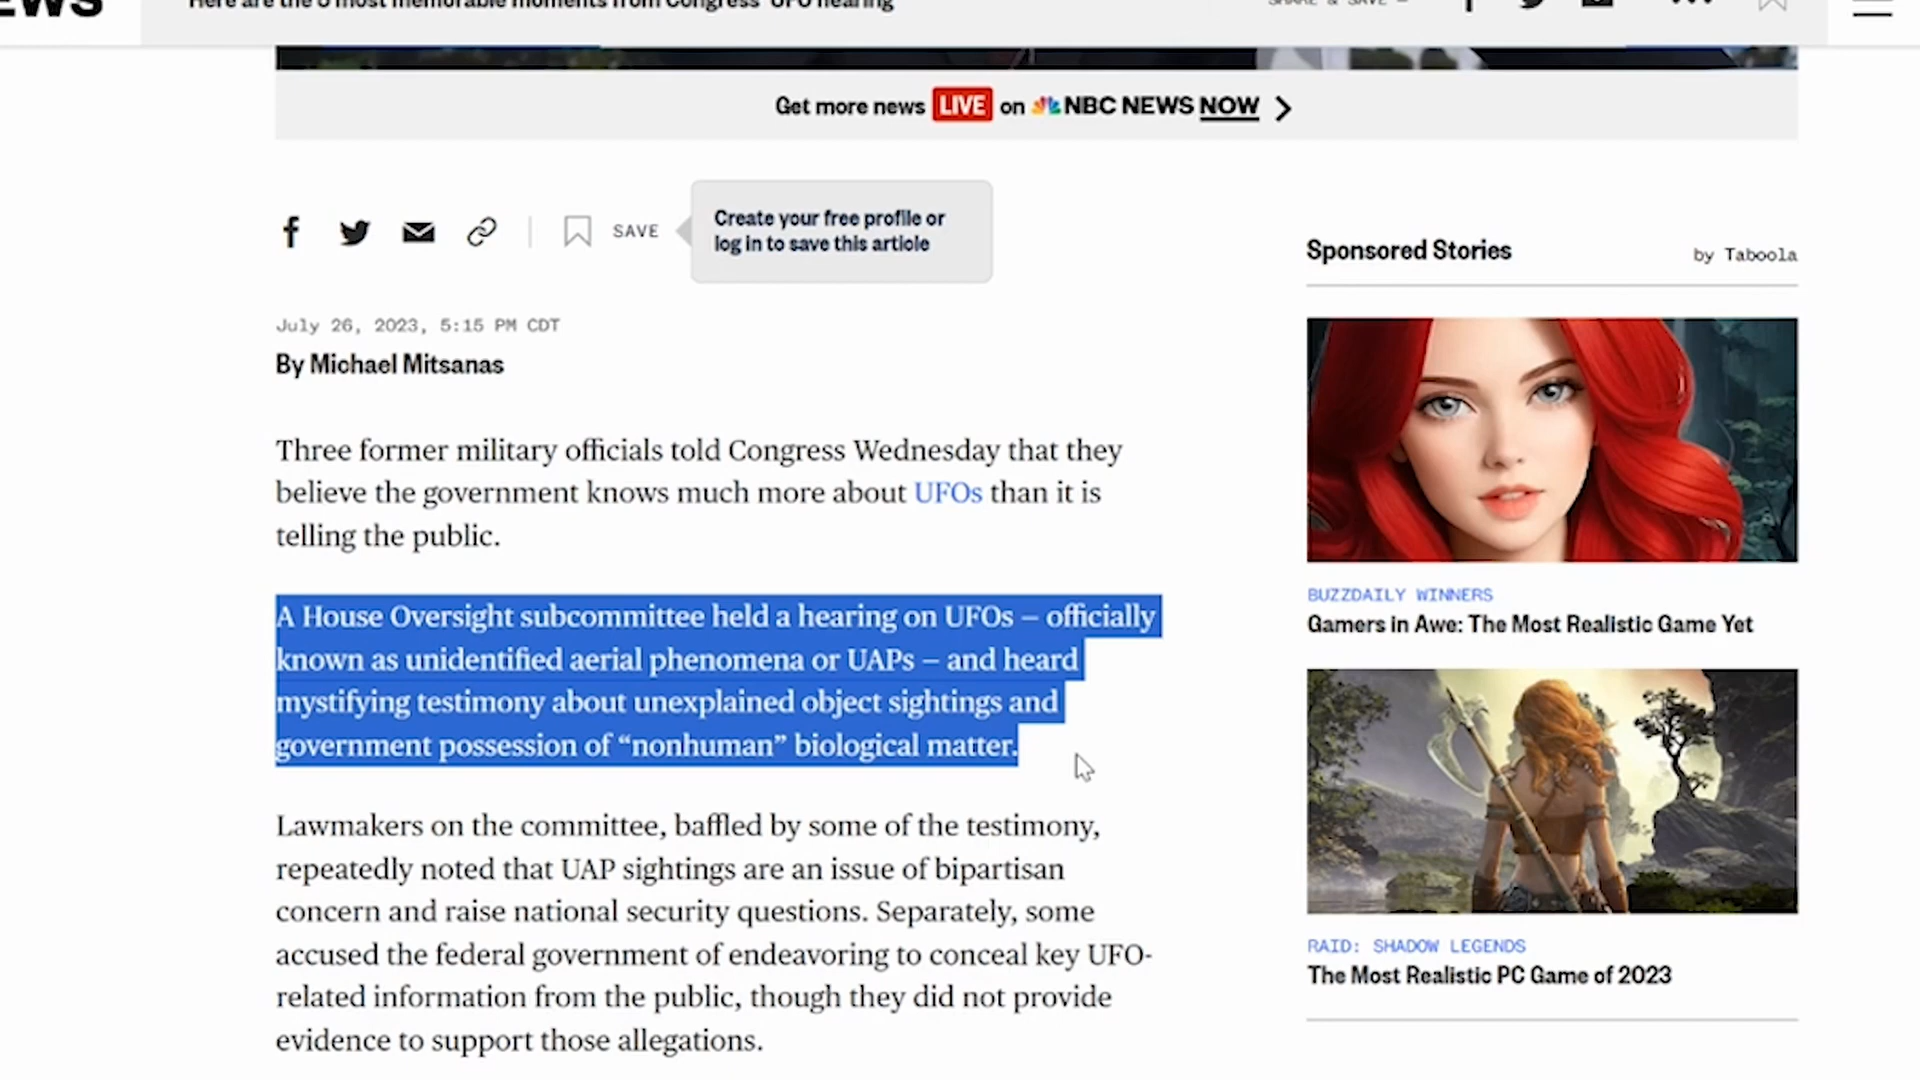 Here are the 5 most memorable moments from Congress' UFO hearing
SHARE & SAVE —
Get more news LIVE on NBC NEWS NOW
SAVE
Create your free profile or
log in to save this article
July 26, 2023, 5:15 PM CDT
By Michael Mitsanas
Three former military officials told Congress Wednesday that they
believe the government knows much more about UFOs than it is
telling the public.
A House Oversight subcommittee held a hearing on UFOs — officially
known as unidentified aerial phenomena or UAPs — and heard
mystifying testimony about unexplained object sightings and
government possession of “nonhuman” biological matter.
Lawmakers on the committee, baffled by some of the testimony,
repeatedly noted that UAP sightings are an issue of bipartisan
concern and raise national security questions. Separately, some
accused the federal government of endeavoring to conceal key UFO-
related information from the public, though they did not provide
evidence to support those allegations.
Sponsored Stories
by Taboola
BUZZDAILY WINNERS
Gamers in Awe: The Most Realistic Game Yet
RAID: SHADOW LEGENDS
The Most Realistic PC Game of 2023